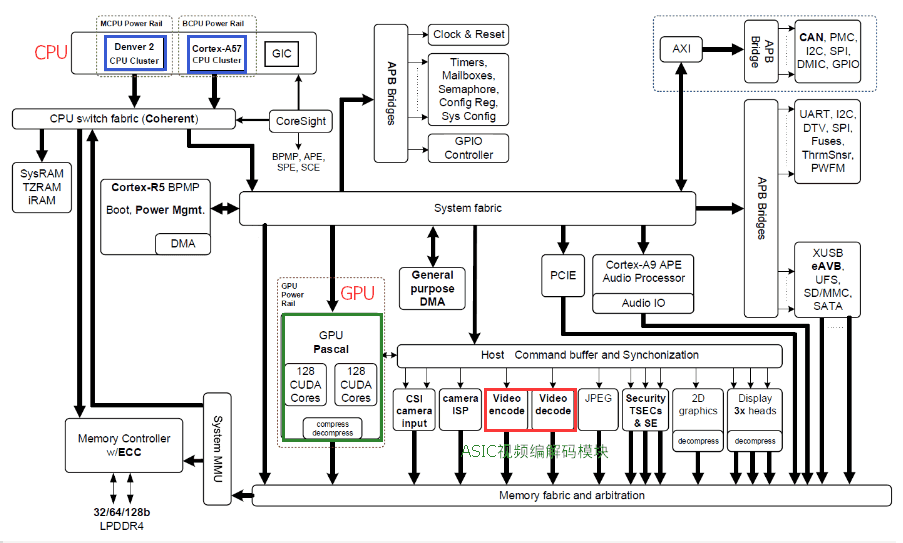 MCPU Power Rail
BCPU Power Rail
CPU
Denver 2
CPU Cluster
Cortex-A57
CPU Cluster
GIC
CPU switch fabric (Coherent)
CoreSight
BPMP, APE,
SPE, SCE
SysRAM
TZRAM
iRAM
Cortex-R5 BPMP
Boot, Power Mgmt.
DMA
APB Bridges
Clock & Reset
Timers,
Mailboxes,
Semaphore,
Config Reg,
Sys Config
GPIO
Controller
AXI
APB
Bridge
CAN, PMC,
I2C, SPI,
DMIC, GPIO
APB Bridges
UART, I2C,
DTV, SPI,
Fuses,
ThrmSnsr,
PWFM
XUSB
eAVB,
UFS,
SD/MMC,
SATA
System fabric
GPU
Power
Rail
GPU
GPU
Pascal
128
CUDA
Cores
128
CUDA
Cores
compress
decompress
General
purpose
DMA
PCIE
Cortex-A9 APE
Audio Processor
Audio IO
Host Command buffer and Synchonization
CSI
camera
input
camera
ISP
Video
encode
Video
decode
JPEG
Security
TSECs
& SE
2D
graphics
decompress
Display
3x heads
decompress
ASIC视频编解码模块
Memory Controller
w/ECC
System MMU
32/64/128b
LPDDR4
Memory fabric and arbitration